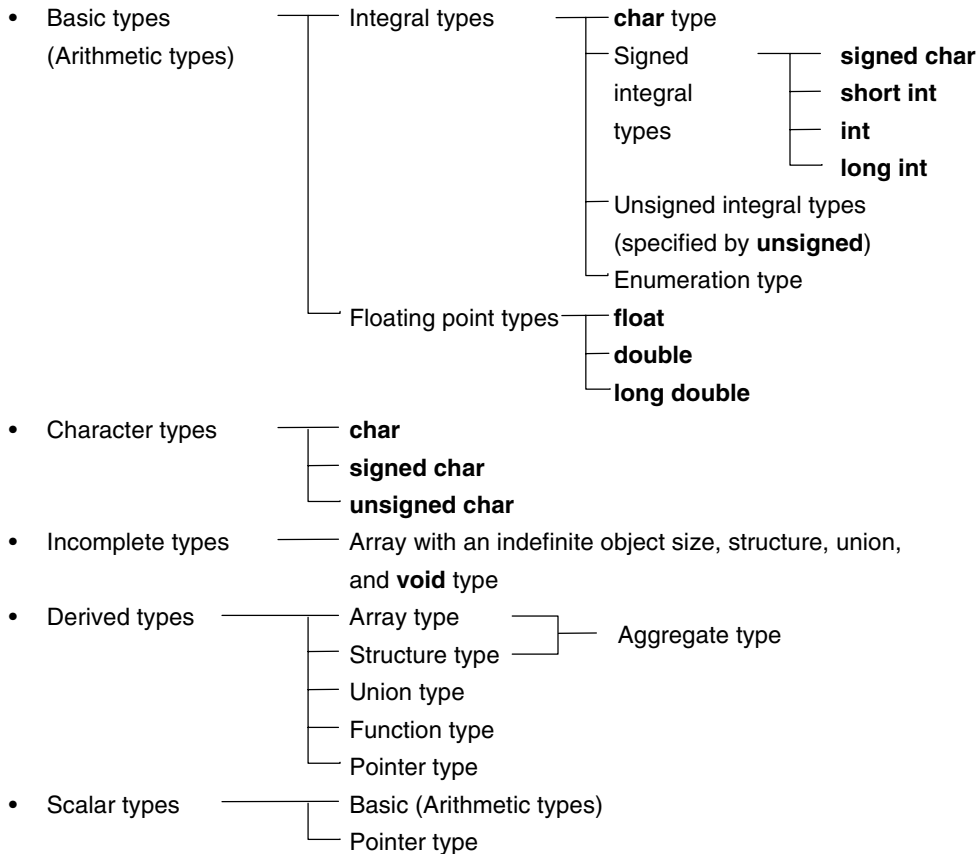 • Basic types Integral types char type
(Arithmetic types) Signed signed char
integral short int
types int
long int
Unsigned integral types
(specified by unsigned)
Enumeration type
Floating point types float
double
long double
• Character types char
signed char
unsigned char
• Incomplete types Array with an indefinite object size, structure, union,
and void type
• Derived types Array type
Aggregate type
Structure type
Union type
Function type
Pointer type
• Scalar types Basic (Arithmetic types)
Pointer type